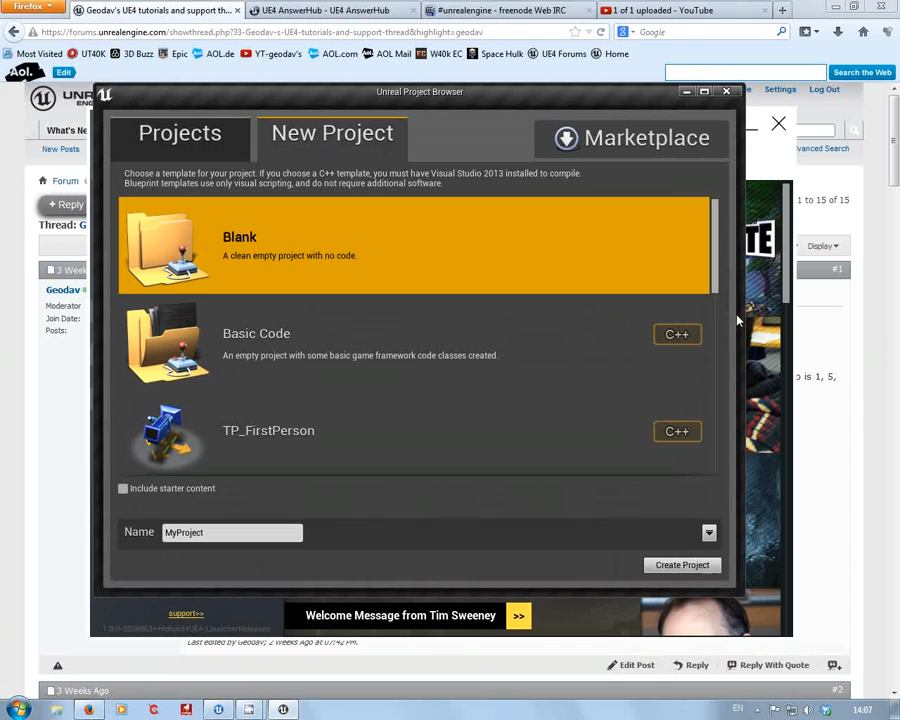 Firefox
Geodav's UE4 tutorials and support th...
UE4 AnswerHub - UE4 AnswerHub
#unrealengine - freenode Web IRC
1 of 1 uploaded - YouTube
https://forums.unrealengine.com/showthread.php?33-Geodav-s-UE4-tutorials-and-support-thread&highlight=geodav
Google
Most Visited
UT40K
3D Buzz
Epic
AOL.de
YT-geodav's
AOL.com
AOL Mail
W40k EC
Space Hulk
UE4 Forums
Home
Aol.
Edit
Search the Web
Unreal Project Browser
Settings
Log Out
What's Ne
New Posts
dvanced Search
Projects
New Project
Marketplace
Choose a template for your project. If you choose a C++ template, you must have Visual Studio 2013 installed to compile.
Blueprint templates use only visual scripting, and do not require additional software.
Forum
+ Reply
1 to 15 of 15
Thread: G
Display
3 Week
#1
Blank
A clean empty project with no code.
Geodav
Moderator
Join Date:
Posts:
Basic Code
An empty project with some basic game framework code classes created.
C++
o is 1, 5,
TP_FirstPerson
C++
Include starter content
Name
MyProject
Create Project
support>>
Welcome Message from Tim Sweeney
>>
Last edited by Geodav; 2 Weeks Ago at 07:42 PM.
Edit Post
Reply
Reply With Quote
3 Weeks Ago
#2
EN
14:07